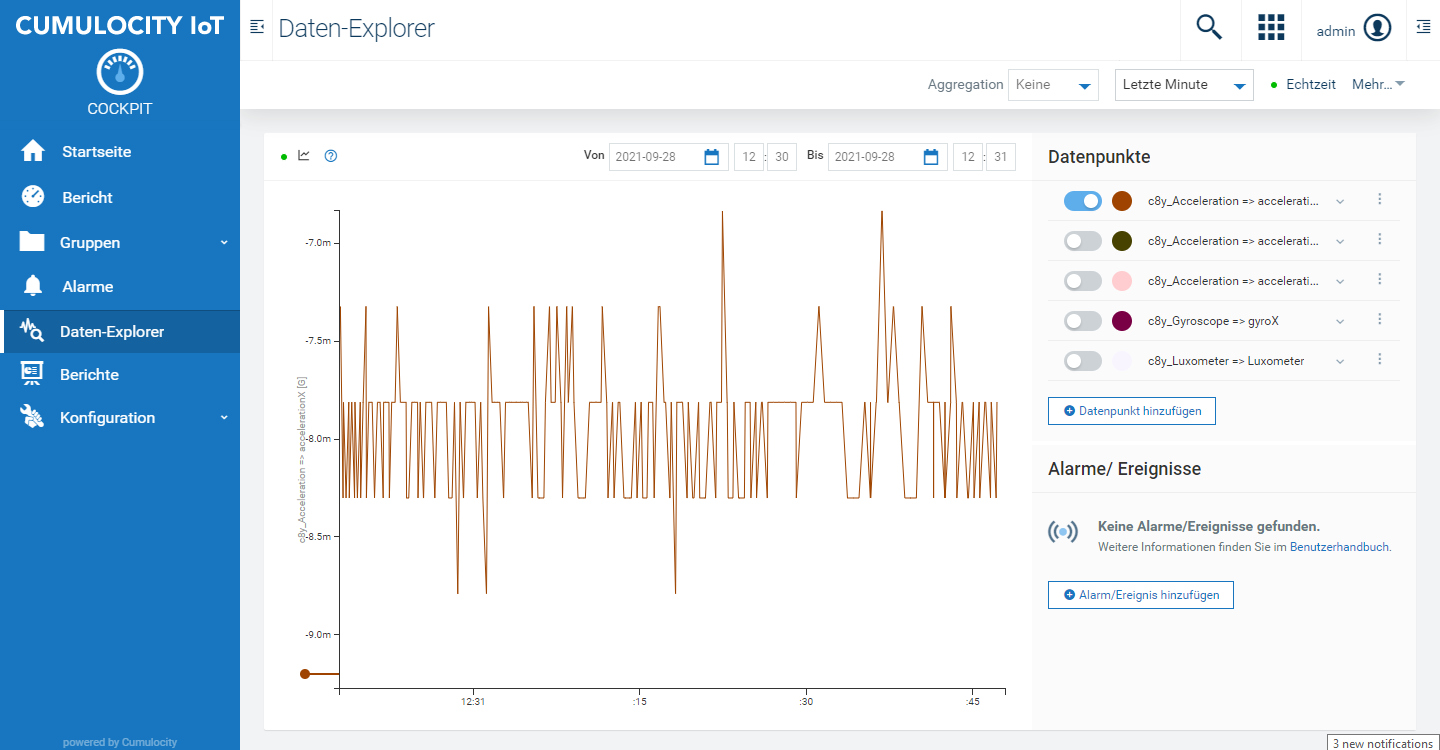 CUMULOCITY IoT
COCKPIT
Startseite
Bericht
Gruppen
Alarme
Daten-Explorer
Berichte
Konfiguration
powered by Cumulocity
Daten-Explorer
admin
Aggregation Keine Letzte Minute Echtzeit Mehr...
Von 2021-09-28 12 : 30 Bis 2021-09-28 12 : 31
c8y_Acceleration => accelerationX [G]
-7.0m
-7.5m
-8.0m
-8.5m
-9.0m
12:31 :15 :30 :45
Datenpunkte
c8y_Acceleration => accelerati...
c8y_Acceleration => accelerati...
c8y_Acceleration => accelerati...
c8y_Gyroscope => gyroX
c8y_Luxometer => Luxometer
Datenpunkt hinzufügen
Alarme/ Ereignisse
Keine Alarme/Ereignisse gefunden.
Weitere Informationen finden Sie im Benutzerhandbuch.
Alarm/Ereignis hinzufügen
3 new notifications